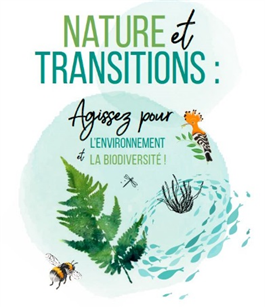 NATURE et
TRANSITIONS :
Agissez pour
L'ENVIRONNEMENT
et LA BIODIVERSITÉ !